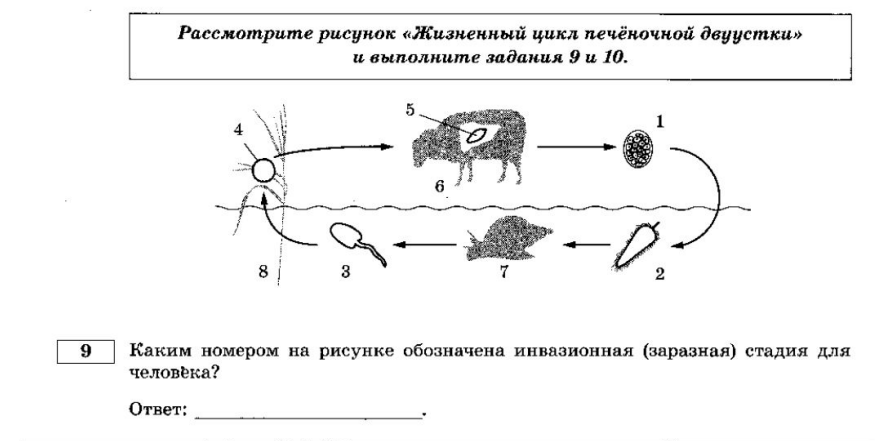 Рассмотрите рисунок «Жизненный цикл печёночной двуустки»
и выполните задания 9 и 10.
5
1
4
6
8
3
7
2
9 Каким номером на рисунке обозначена инвазионная (заразная) стадия для
человека?
Ответ: ____________________.